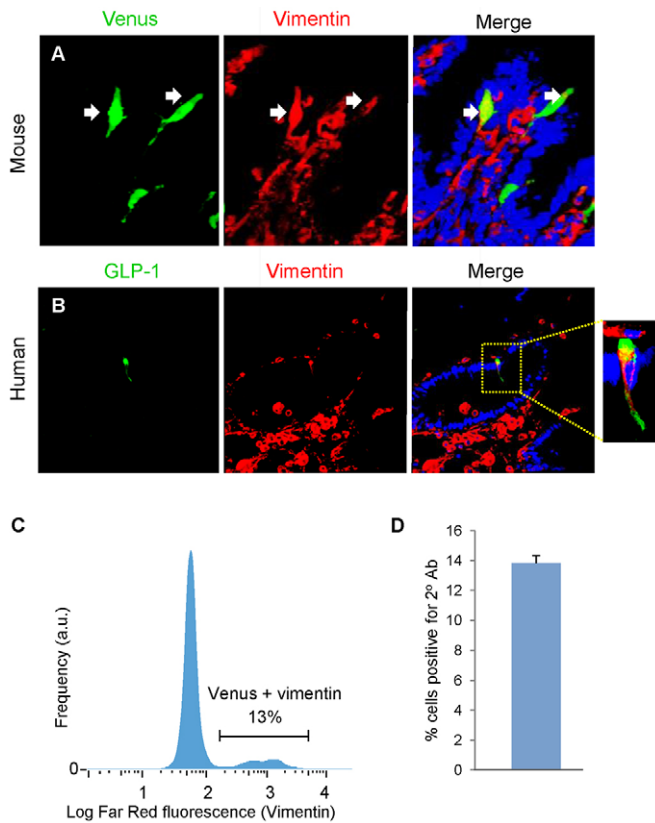 Venus Vimentin Merge
A
Mouse
GLP-1 Vimentin Merge
B
Human
C
Frequency (a.u.)
Venus + vimentin
13%
0
1 2 3 4
Log Far Red fluorescence (Vimentin)
D
% cells positive for 2º Ab
16
14
12
10
8
6
4
2
0